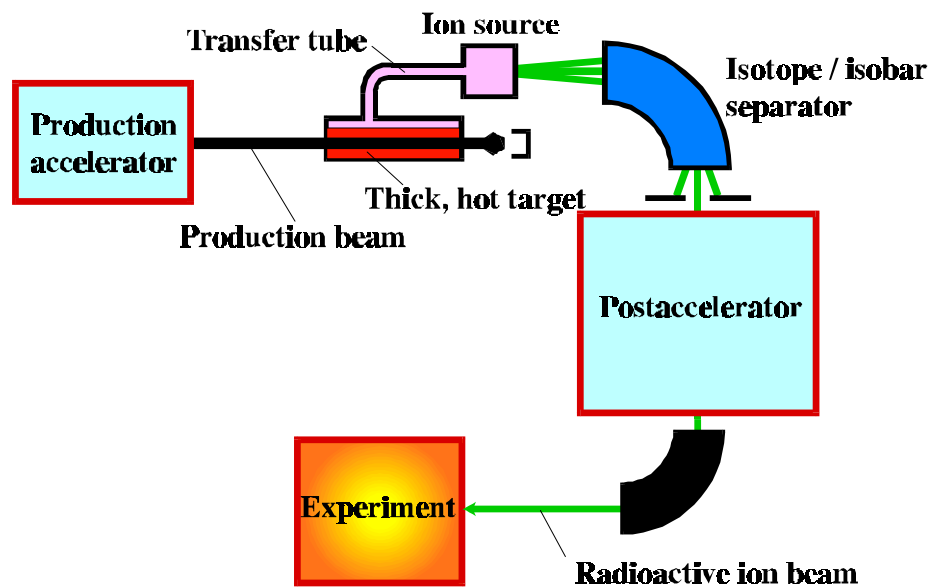 Ion source
Transfer tube
Isotope / isobar
separator
Production
accelerator
Thick, hot target
Production beam
Postaccelerator
Experiment
Radioactive ion beam